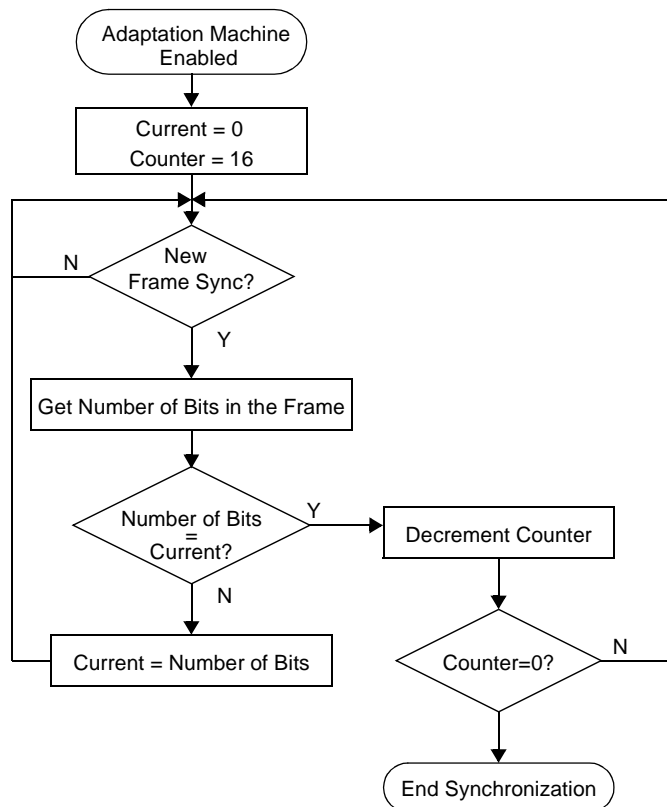 Adaptation Machine
Enabled
Current = 0
Counter = 16
N
New
Frame Sync?
Y
Get Number of Bits in the Frame
Number of Bits
=
Current?
Y
Decrement Counter
N
Current = Number of Bits
Counter=0?
N
End Synchronization